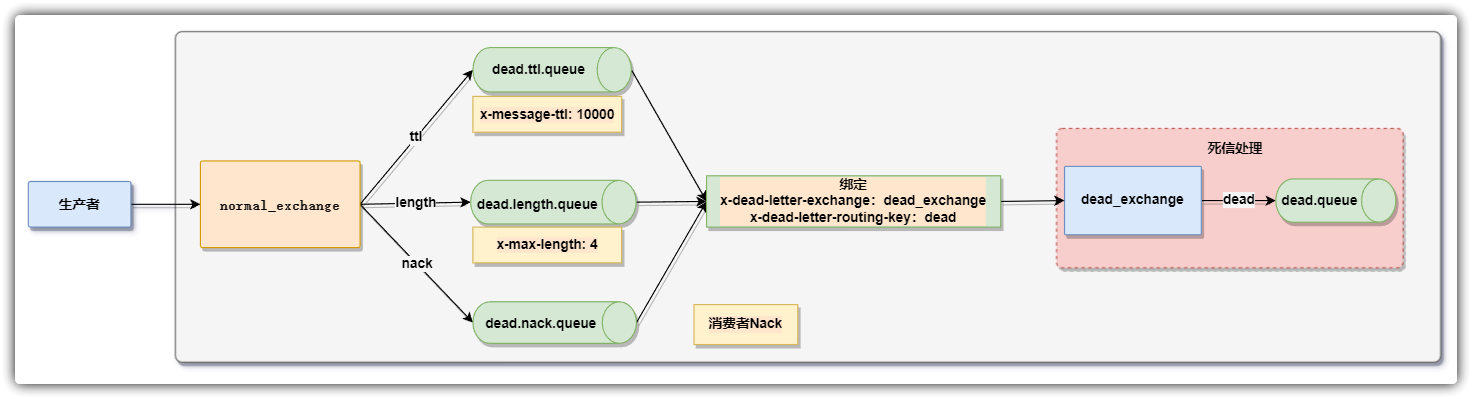 生产者
normal_exchange
ttl
length
nack
dead.ttl.queue
x-message-ttl: 10000
dead.length.queue
x-max-length: 4
dead.nack.queue
消费者Nack
绑定
x-dead-letter-exchange：dead_exchange
x-dead-letter-routing-key：dead
死信处理
dead_exchange
dead
dead.queue